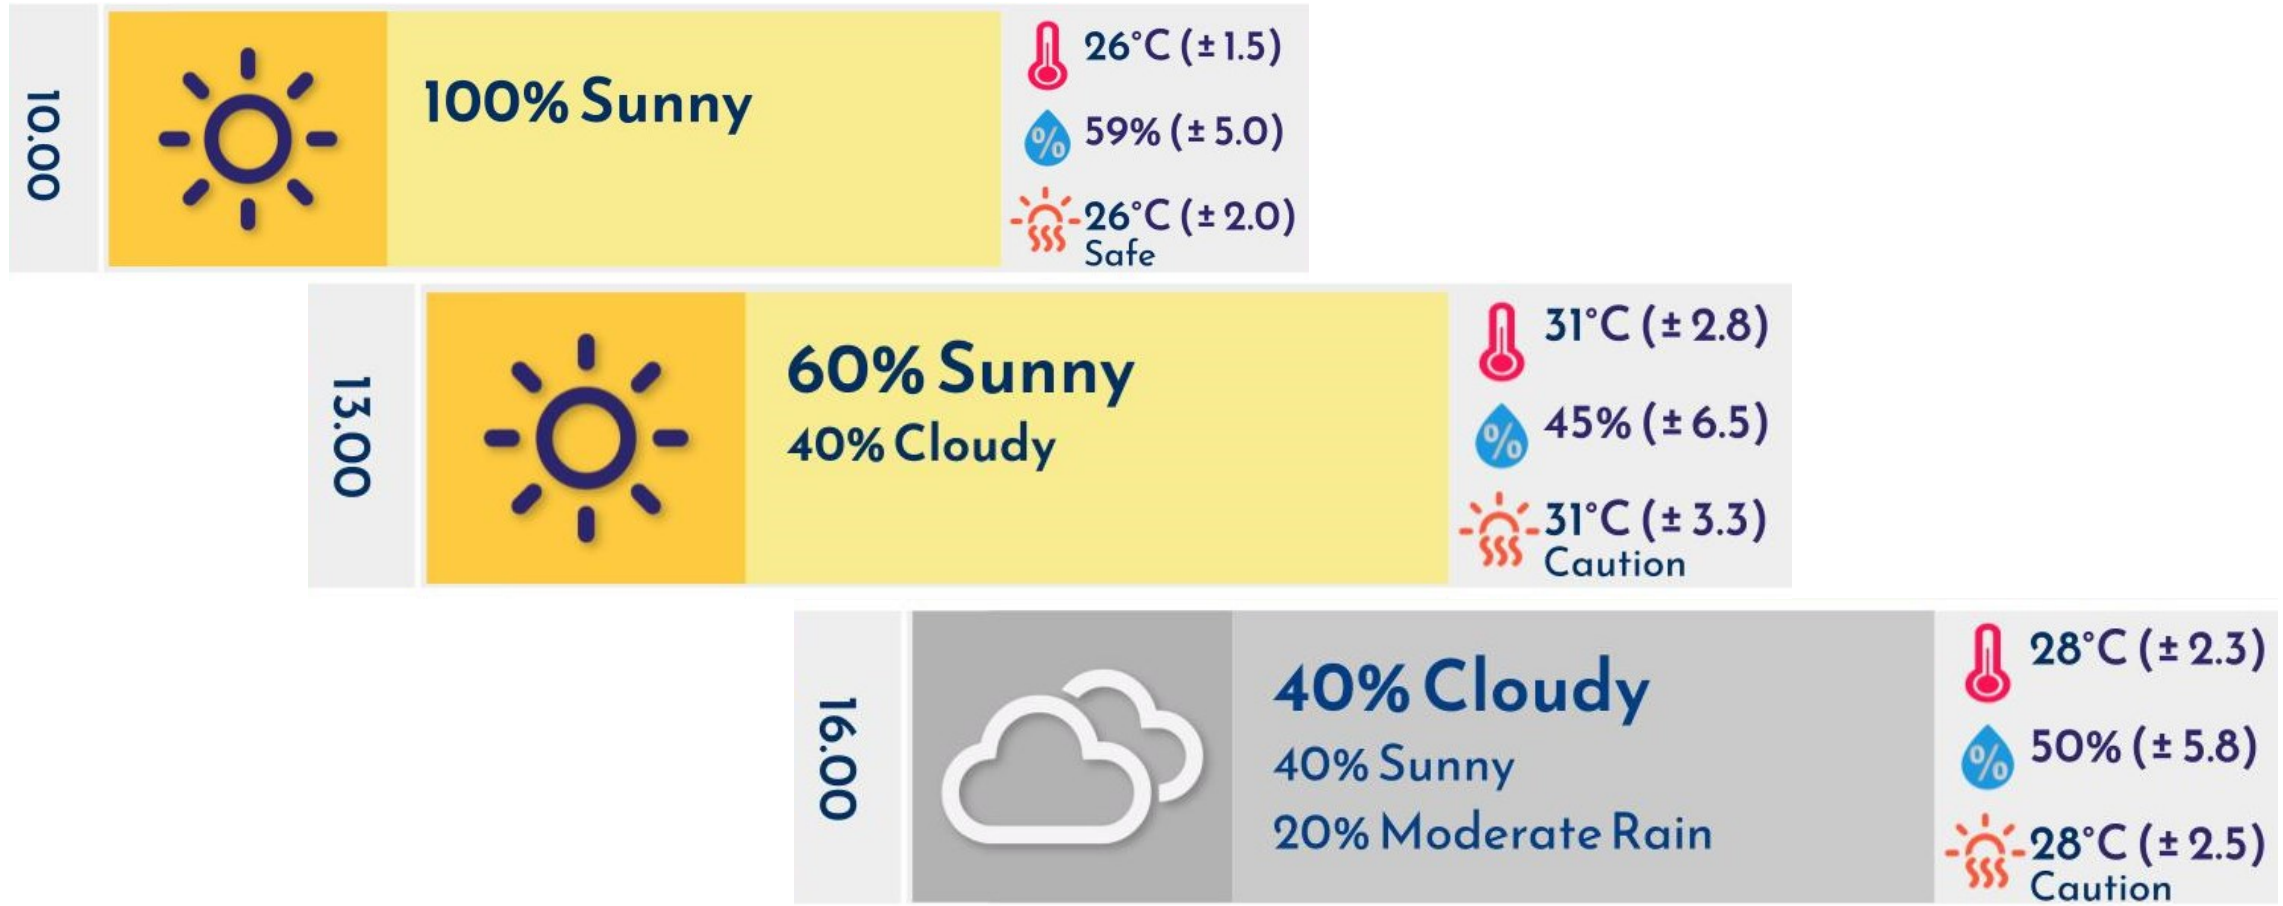 10.00
100% Sunny
26°C (± 1.5)
% 59% (± 5.0)
26°C (± 2.0)
Safe
13.00
60% Sunny
40% Cloudy
31°C (± 2.8)
% 45% (± 6.5)
31°C (± 3.3)
Caution
16.00
40% Cloudy
40% Sunny
20% Moderate Rain
28°C (± 2.3)
% 50% (± 5.8)
28°C (± 2.5)
Caution